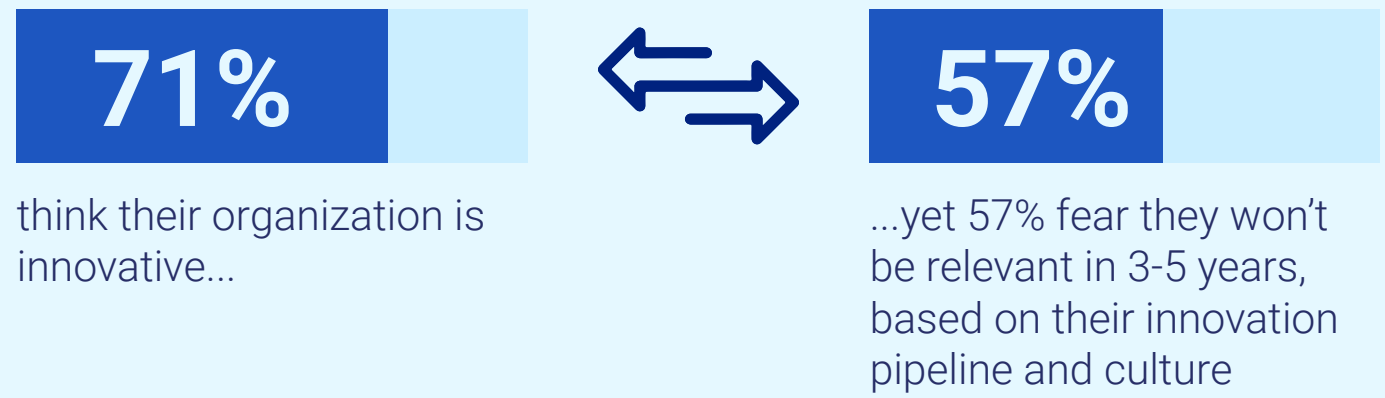 71%
think their organization is
innovative...
57%
...yet 57% fear they won’t
be relevant in 3-5 years,
based on their innovation
pipeline and culture